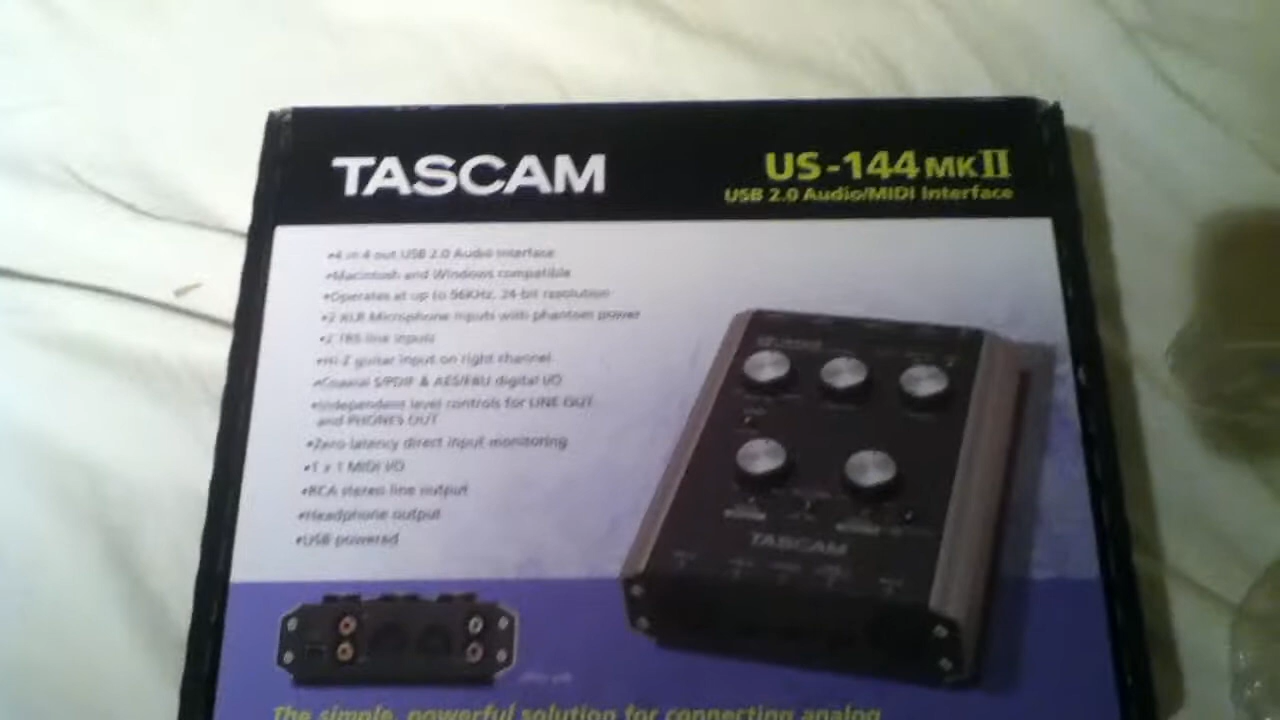 TASCAM
US-144 MKII
USB 2.0 Audio/MIDI Interface
•4 in 4 out USB 2.0 Audio Interface
•Macintosh and Windows compatible
•Operates at up to 96KHz, 24-bit resolution
•2 XLR Microphone inputs with phantom power
•2 TRS line inputs
•Hi-Z guitar input on right channel
•Coaxial S/PDIF & AES/EBU digital I/O
•Independent level controls for LINE OUT
and PHONES OUT
•Zero latency direct input monitoring
•1 x 1 MIDI I/O
•RCA stereo line output
•Headphone output
•USB powered
TASCAM
The simple, powerful solution for connecting analog